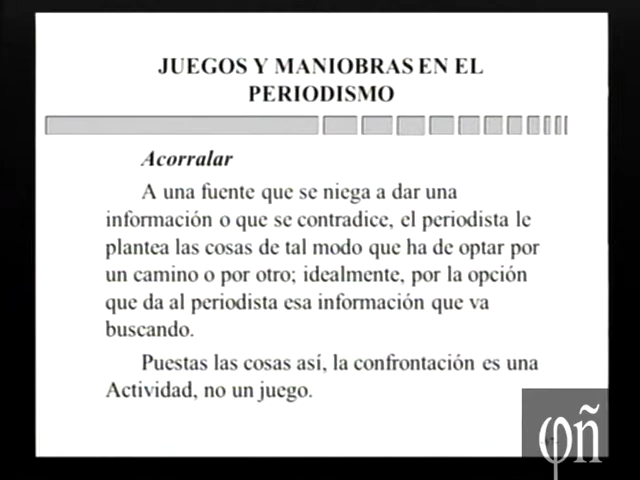 JUEGOS Y MANIOBRAS EN EL
PERIODISMO
Acorralar
A una fuente que se niega a dar una
información o que se contradice, el periodista le
plantea las cosas de tal modo que ha de optar por
un camino o por otro; idealmente, por la opción
que da al periodista esa información que va
buscando.
Puestas las cosas así, la confrontación es una
Actividad, no un juego.
φñ